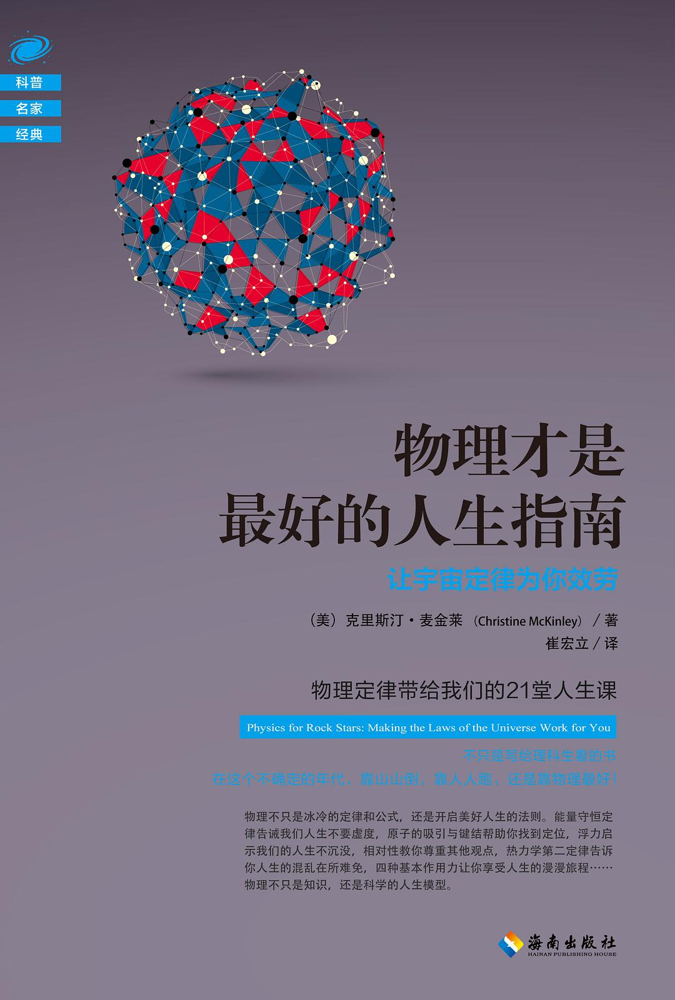 科普
名家
经典
物理才是
最好的人生指南
让宇宙定律为你效劳
（美）克里斯汀·麦金莱 （Christine McKinley） / 著
崔宏立 / 译
物理定律带给我们的21堂人生课
Physics for Rock Stars: Making the Laws of the Universe Work for You
不只是写给理科生看的书
在这个不确定的年代，靠山山倒，靠人人跑，还是靠物理最好！
物理不只是冰冷的定律和公式，还是开启美好人生的法则。能量守恒定
律告诫我们人生不要虚度，原子的吸引与键结帮助你找到定位，浮力启
示我们的人生不沉没，相对性教你尊重其他观点，热力学第二定律告诉
你人生的混乱在所难免，四种基本作用力让你享受人生的漫漫旅程……
物理不只是知识，还是科学的人生模型。
海南出版社
HAINAN PUBLISHING HOUSE